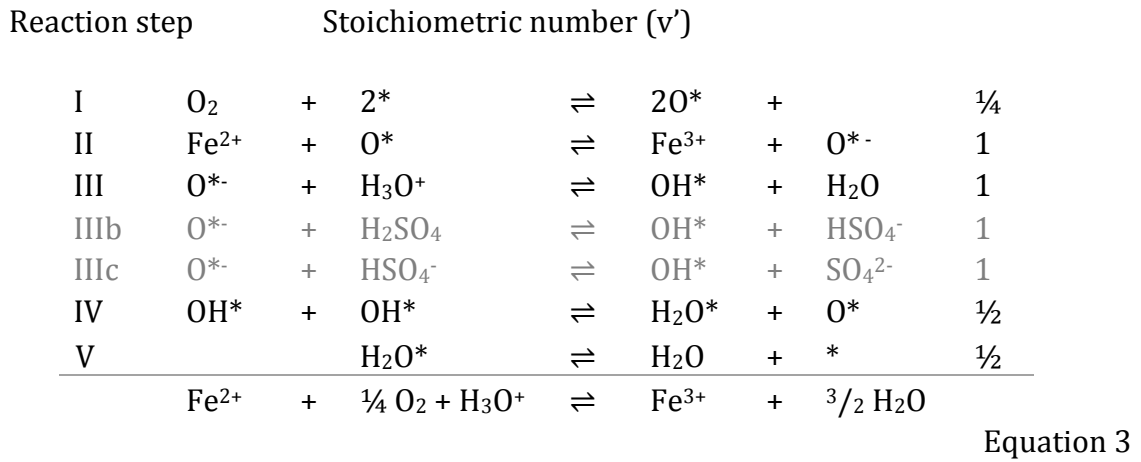 Reaction step Stoichiometric number (v’)
I O₂ + 2* ⇌ 2O* + ¼
II Fe²⁺ + O* ⇌ Fe³⁺ + O*⁻ 1
III O*⁻ + H₃O⁺ ⇌ OH* + H₂O 1
IIIb O*⁻ + H₂SO₄ ⇌ OH* + HSO₄⁻ 1
IIIc O*⁻ + HSO₄⁻ ⇌ OH* + SO₄²⁻ 1
IV OH* + OH* ⇌ H₂O* + O* ½
V H₂O* ⇌ H₂O + * ½
Fe²⁺ + ¼ O₂ + H₃O⁺ ⇌ Fe³⁺ + ³/₂ H₂O
Equation 3